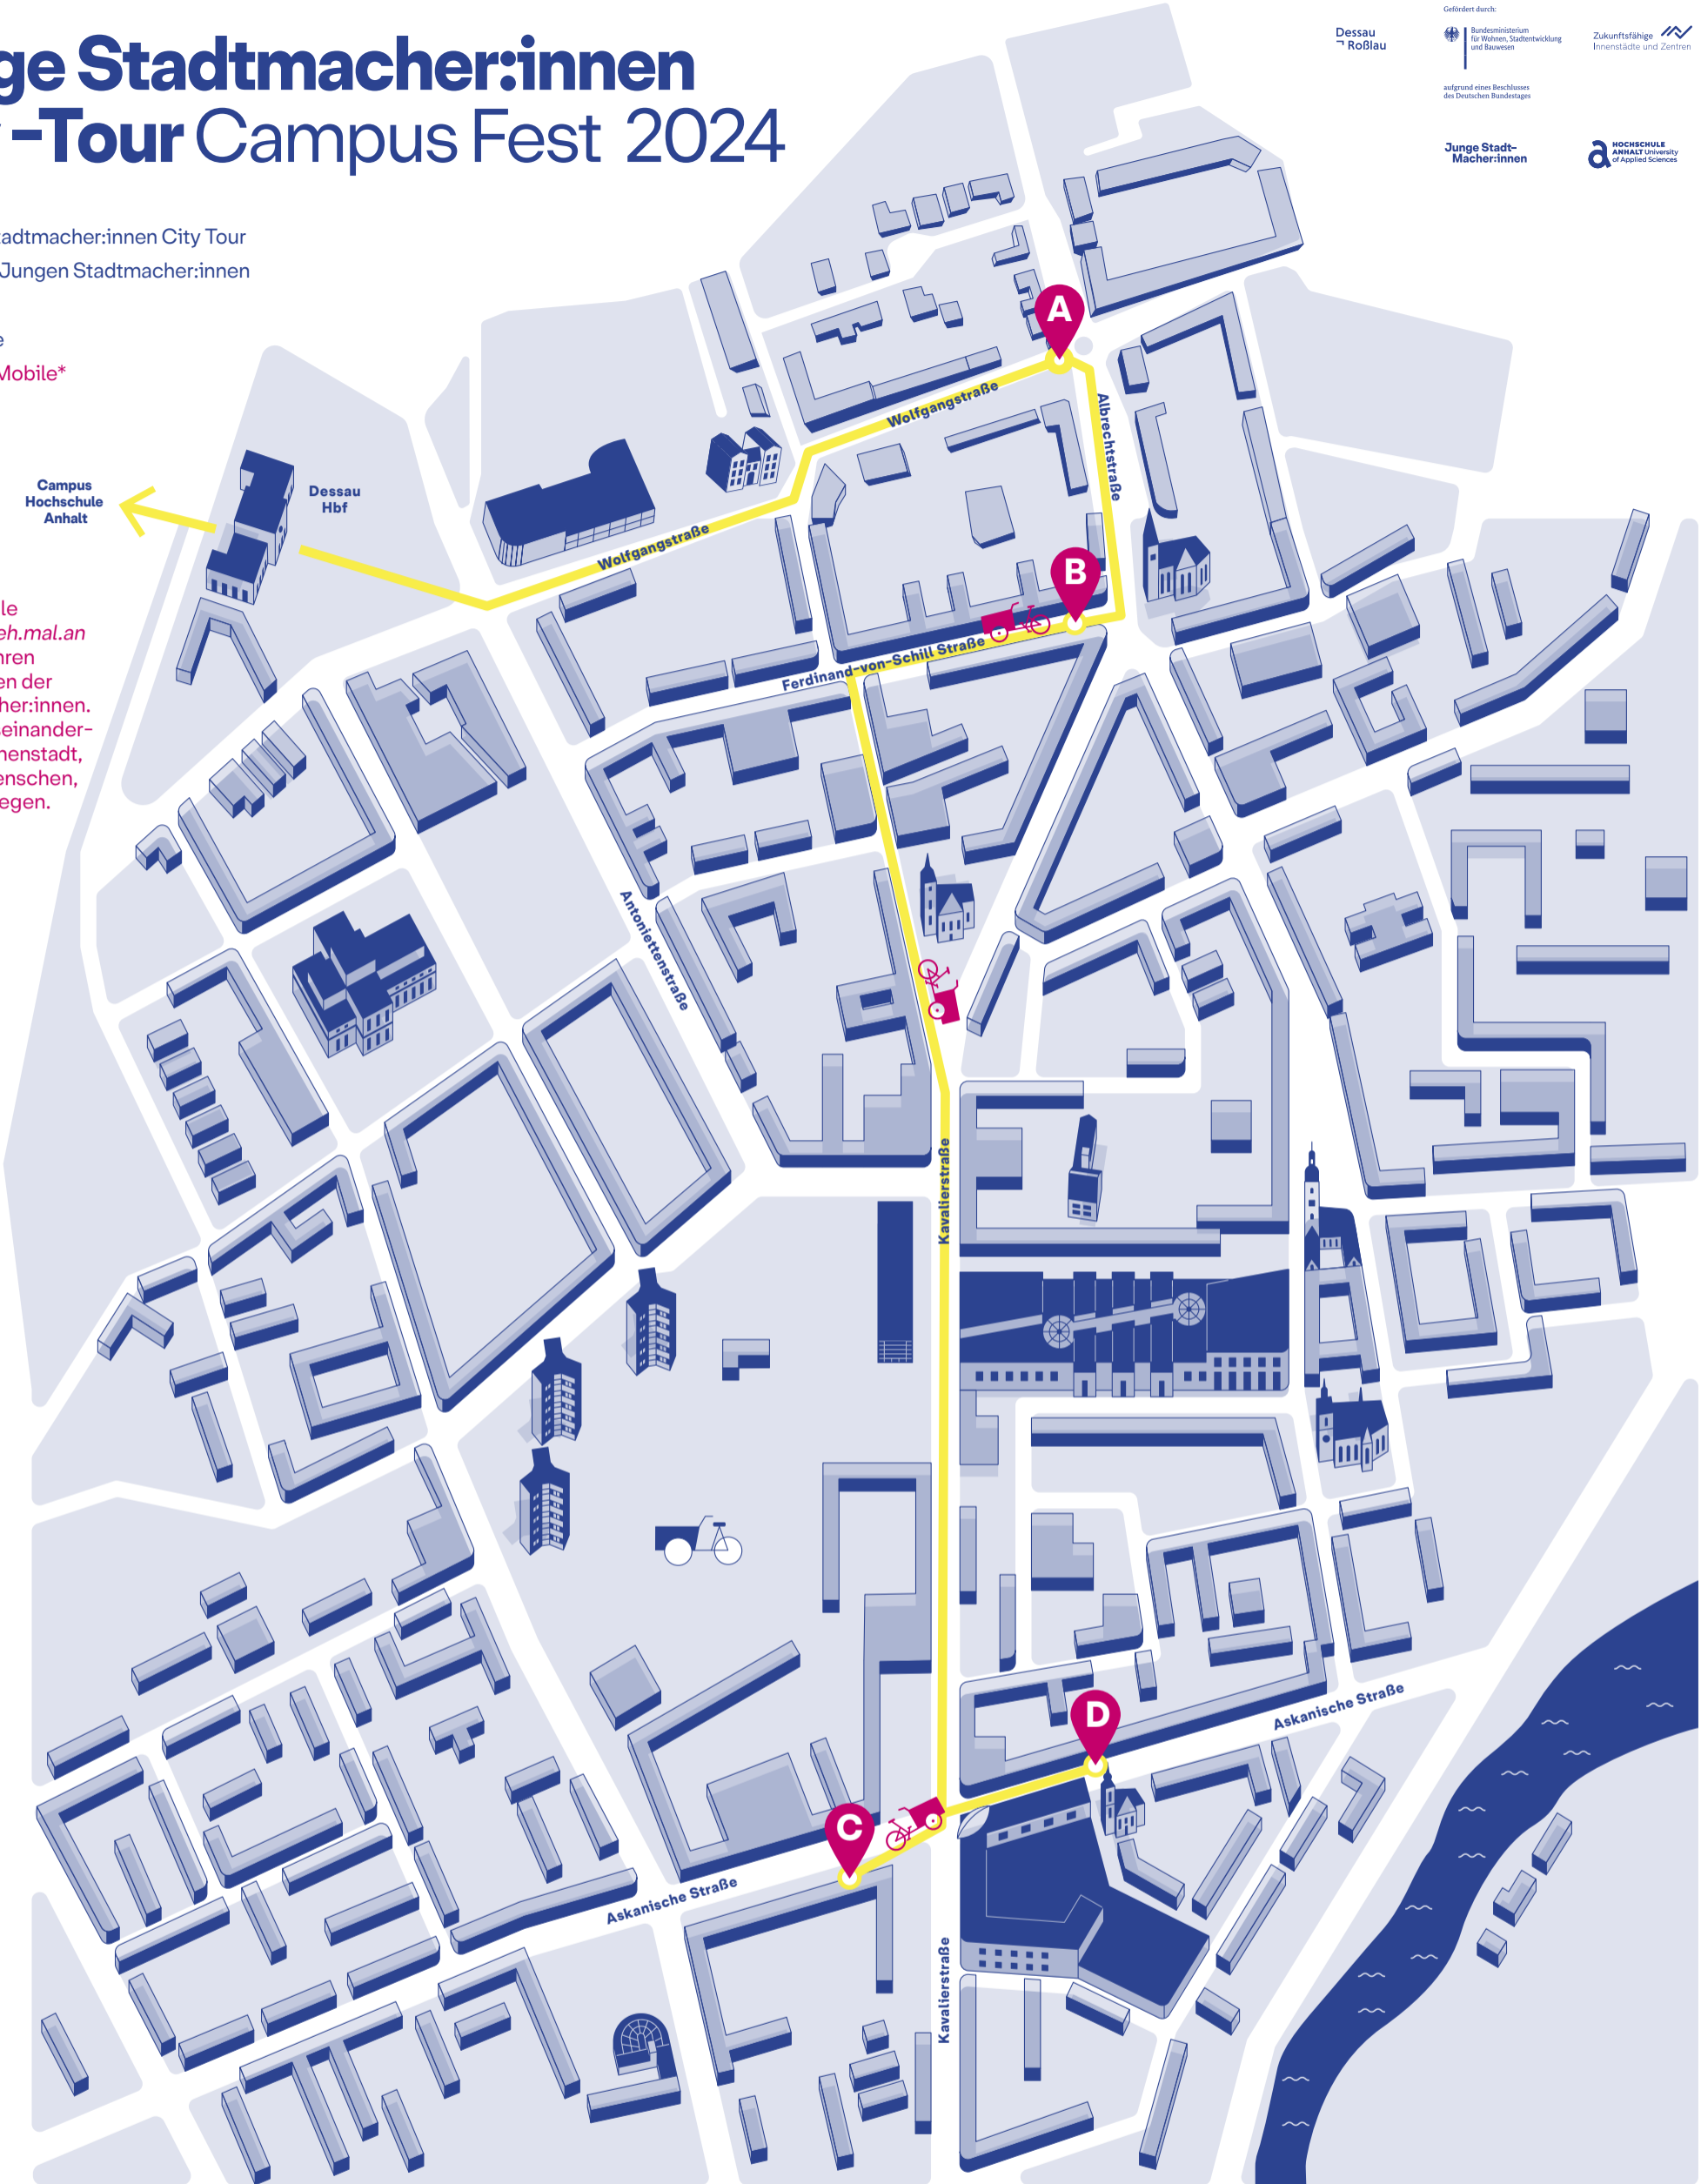 ge Stadtmacher:innen
-Tour Campus Fest 2024
Dessau
Roßlau
Gefördert durch:
Bundesministerium
für Wohnen, Stadtentwicklung
und Bauwesen
aufgrund eines Beschlusses
des Deutschen Bundestages
Zukunftsfähige
Innenstädte und Zentren
Junge Stadt-
Macher:innen
HOCHSCHULE
ANHALT University
of Applied Sciences
tadtmacher:innen City Tour
Jungen Stadtmacher:innen
e
Mobile*
Campus
Hochschule
Anhalt
Dessau
Hbf
le
eh.mal.an
hren
en der
her:innen.
einander-
nenstadt,
enschen,
egen.
A
Wolfgangstraße
Albrechtstraße
Wolfgangstraße
B
Ferdinand-von-Schill Straße
Antoniettenstraße
Kavalierstraße
D
Askanische Straße
C
Askanische Straße
Kavalierstraße